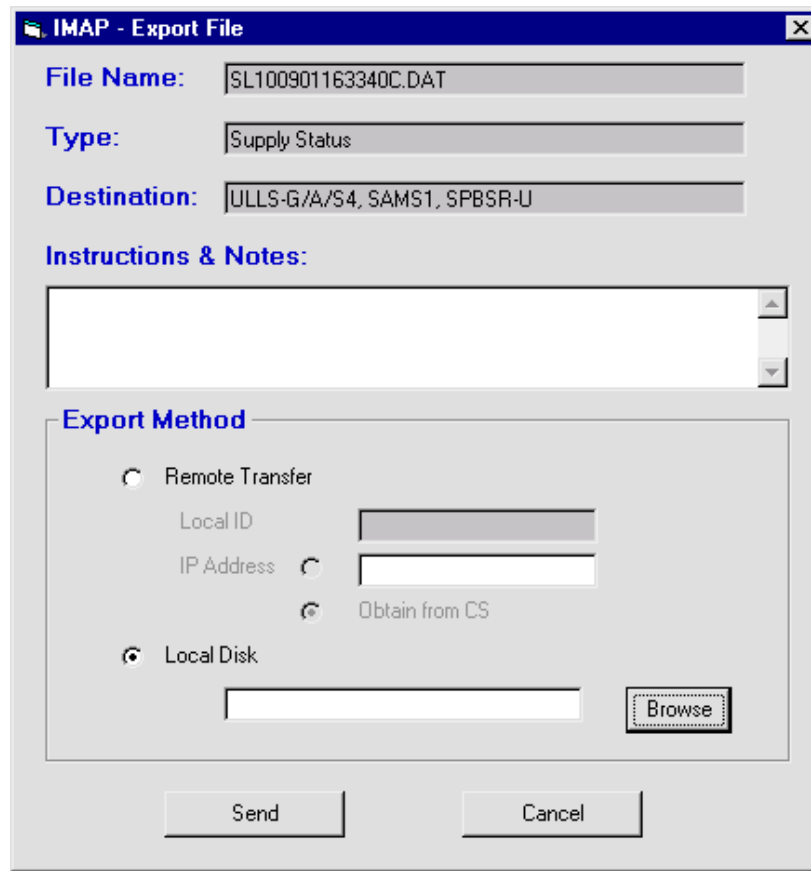 IMAP - Export File
File Name: SL100901163340C.DAT
Type: Supply Status
Destination: ULLS-G/A/S4, SAMS1, SPBSR-U
Instructions & Notes:
Export Method
Remote Transfer
Local ID
IP Address
Obtain from CS
Local Disk
Browse
Send Cancel